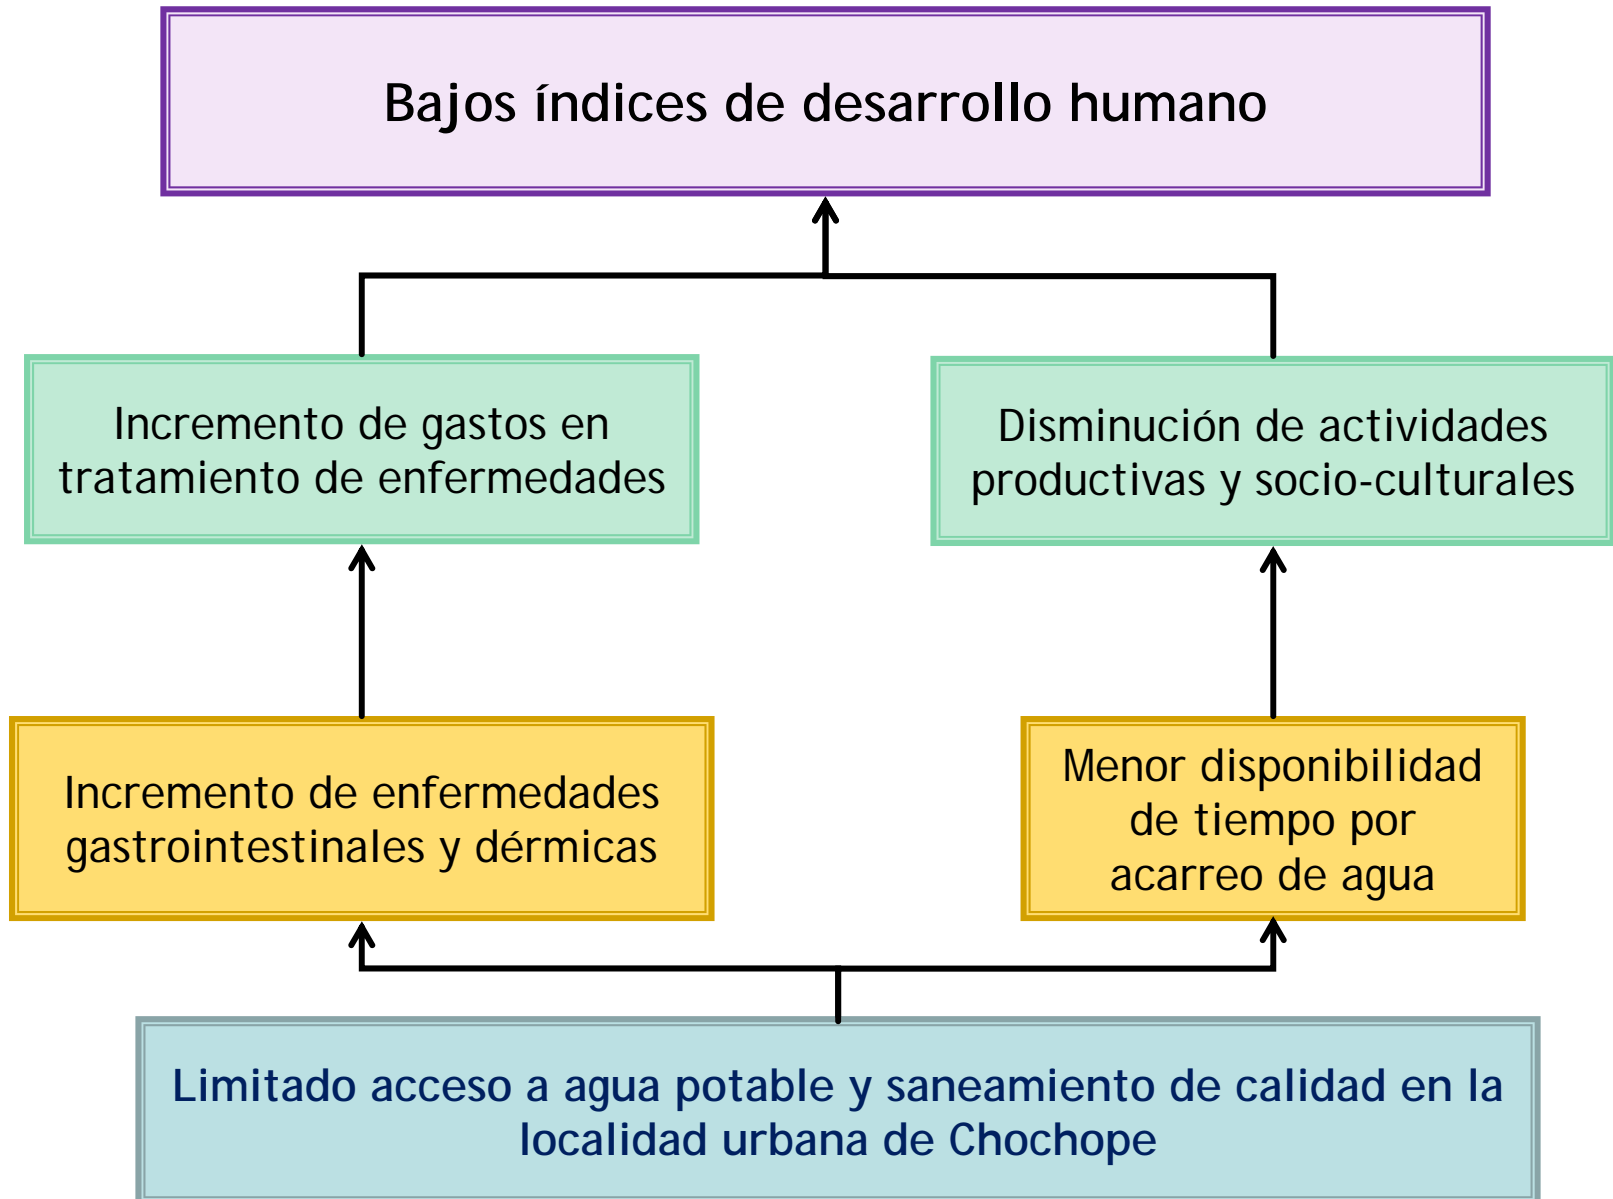 Bajos índices de desarrollo humano
Incremento de gastos en
tratamiento de enfermedades
Disminución de actividades
productivas y socio-culturales
Incremento de enfermedades
gastrointestinales y dérmicas
Menor disponibilidad
de tiempo por
acarreo de agua
Limitado acceso a agua potable y saneamiento de calidad en la
localidad urbana de Chochope